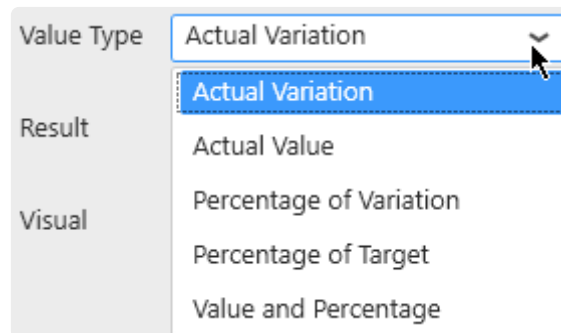 Value Type Actual Variation
Actual Variation
Result
Actual Value
Percentage of Variation
Visual
Percentage of Target
Value and Percentage